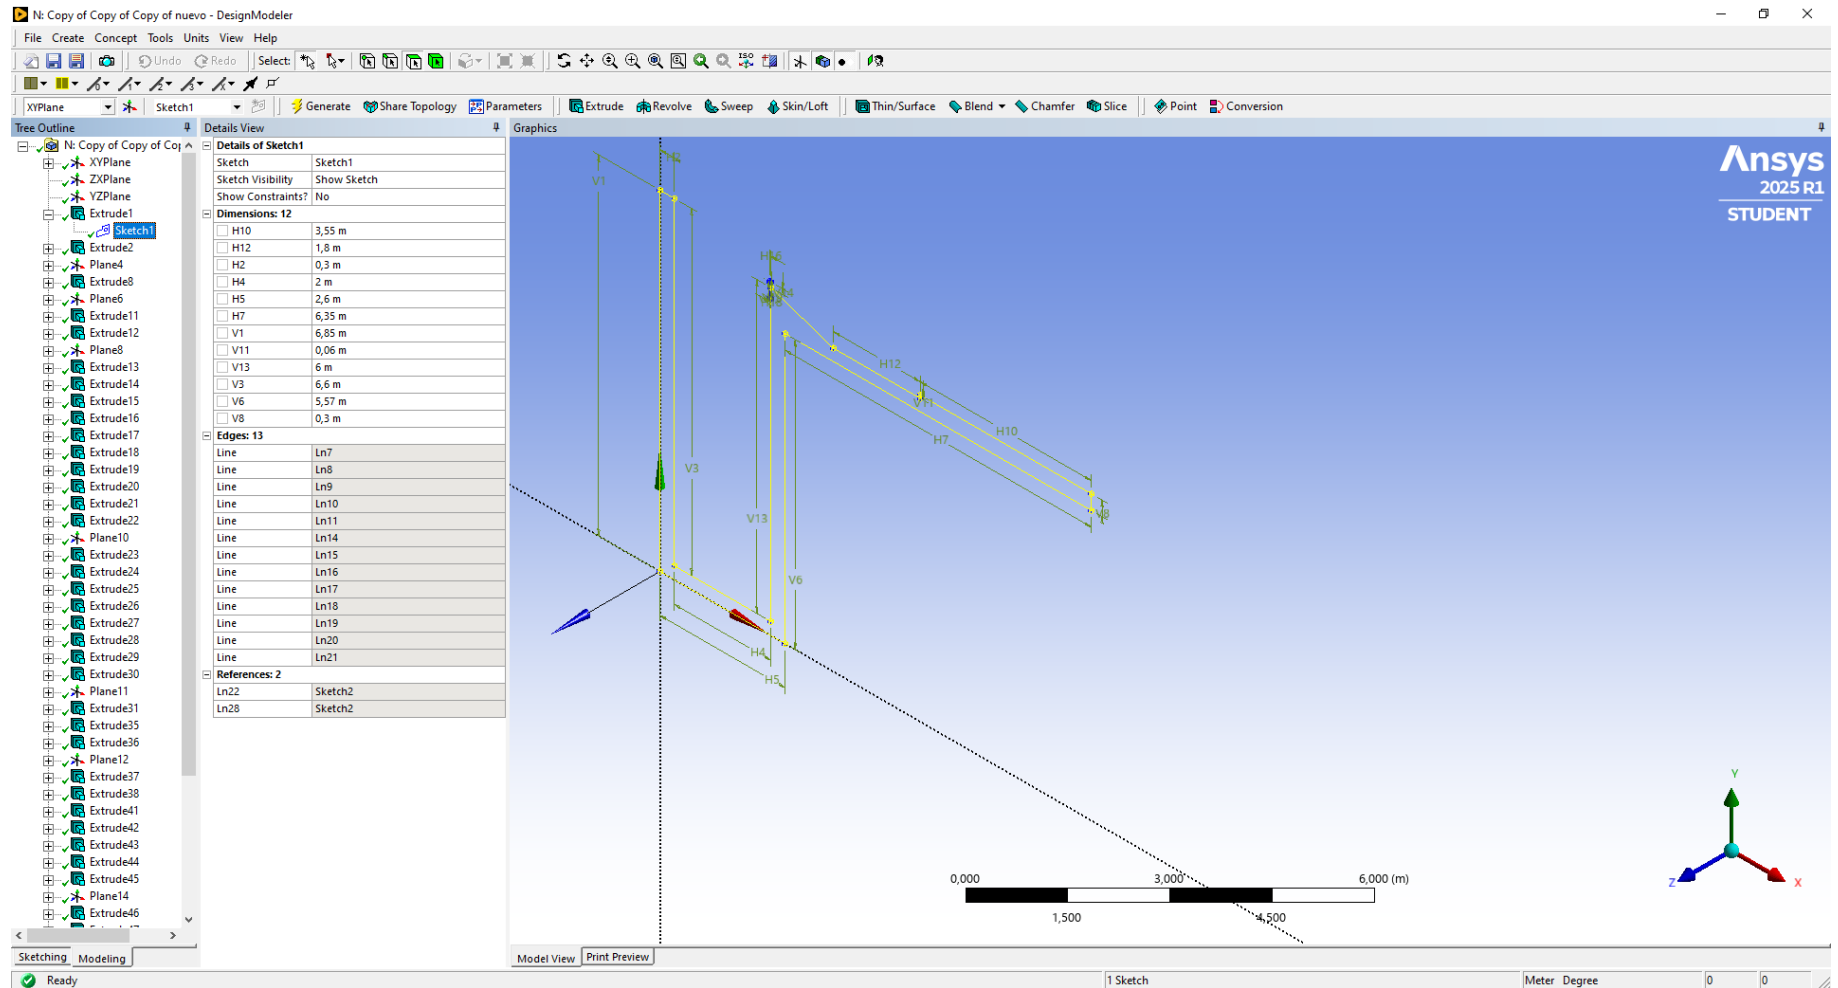 N: Copy of Copy of Copy of nuevo - DesignModeler
File Create Concept Tools Units View Help
Undo Redo Select: ISO
XYPlane Sketch1 Generate Share Topology Parameters Extrude Revolve Sweep Skin/Loft Thin/Surface Blend Chamfer Slice Point Conversion
Tree Outline
N: Copy of Copy of Cop
XYPlane
ZXPlane
YZPlane
Extrude1
Sketch1
Extrude2
Plane4
Extrude8
Plane6
Extrude11
Extrude12
Plane8
Extrude13
Extrude14
Extrude15
Extrude16
Extrude17
Extrude18
Extrude19
Extrude20
Extrude21
Extrude22
Plane10
Extrude23
Extrude24
Extrude25
Extrude26
Extrude27
Extrude28
Extrude29
Extrude30
Plane11
Extrude31
Extrude35
Extrude36
Plane12
Extrude37
Extrude38
Extrude41
Extrude42
Extrude43
Extrude44
Extrude45
Plane14
Extrude46
Sketching Modeling
Details View
Details of Sketch1
Sketch Sketch1
Sketch Visibility Show Sketch
Show Constraints? No
Dimensions: 12
H10 3,55 m
H12 1,8 m
H2 0,3 m
H4 2 m
H5 2,6 m
H7 6,35 m
V1 6,85 m
V11 0,06 m
V13 6 m
V3 6,6 m
V6 5,57 m
V8 0,3 m
Edges: 13
Line Ln7
Line Ln8
Line Ln9
Line Ln10
Line Ln11
Line Ln14
Line Ln15
Line Ln16
Line Ln17
Line Ln18
Line Ln19
Line Ln20
Line Ln21
References: 2
Ln22 Sketch2
Ln28 Sketch2
Graphics
Ansys
2025 R1
STUDENT
V1
H16
H12
V11
H10
H7
V3
V13
V8
V6
H4
H5
0,000 3,000 6,000 (m)
1,500 4,500
Y
Z X
Model View Print Preview
Ready 1 Sketch Meter Degree 0 0